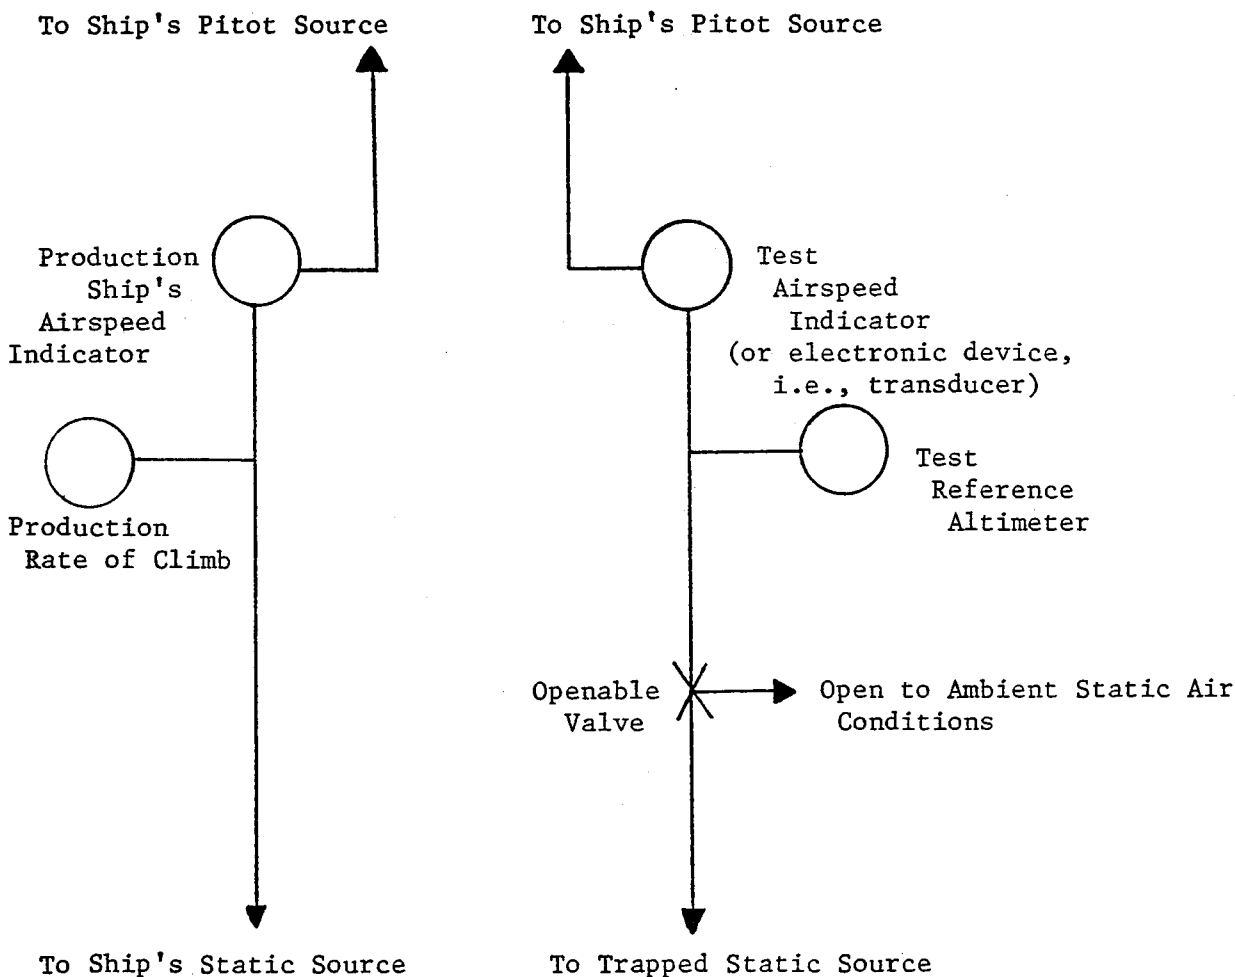 To Ship's Pitot Source
To Ship's Pitot Source
Production
Ship's
Airspeed
Indicator
Test
Airspeed
Indicator
(or electronic device,
i.e., transducer)
Production
Rate of Climb
Test
Reference
Altimeter
Openable
Valve
Open to Ambient Static Air
Conditions
To Ship's Static Source
To Trapped Static Source